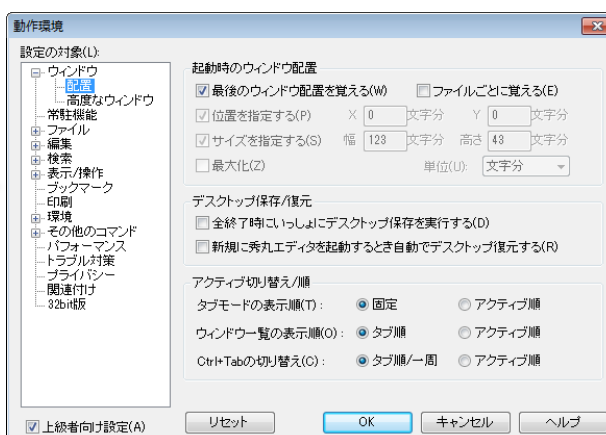 動作環境
設定の対象(L):
ウィンドウ
配置
高度なウィンドウ
常駐機能
ファイル
編集
検索
表示/操作
ブックマーク
印刷
環境
その他のコマンド
パフォーマンス
トラブル対策
プライバシー
関連付け
32bit版
上級者向け設定(A)
起動時のウィンドウ配置
最後のウィンドウ配置を覚える(W) ファイルごとに覚える(E)
位置を指定する(P) X 0 文字分 Y 0 文字分
サイズを指定する(S) 幅 123 文字分 高さ 43 文字分
最大化(Z) 単位(U): 文字分
デスクトップ保存/復元
全終了時にいっしょにデスクトップ保存を実行する(D)
新規に秀丸エディタを起動するとき自動でデスクトップ復元する(R)
アクティブ切り替え/順
タブモードの表示順(T): 固定 アクティブ順
ウィンドウ一覧の表示順(O): タブ順 アクティブ順
Ctrl+Tabの切り替え(C): タブ順/一周 アクティブ順
リセット OK キャンセル ヘルプ